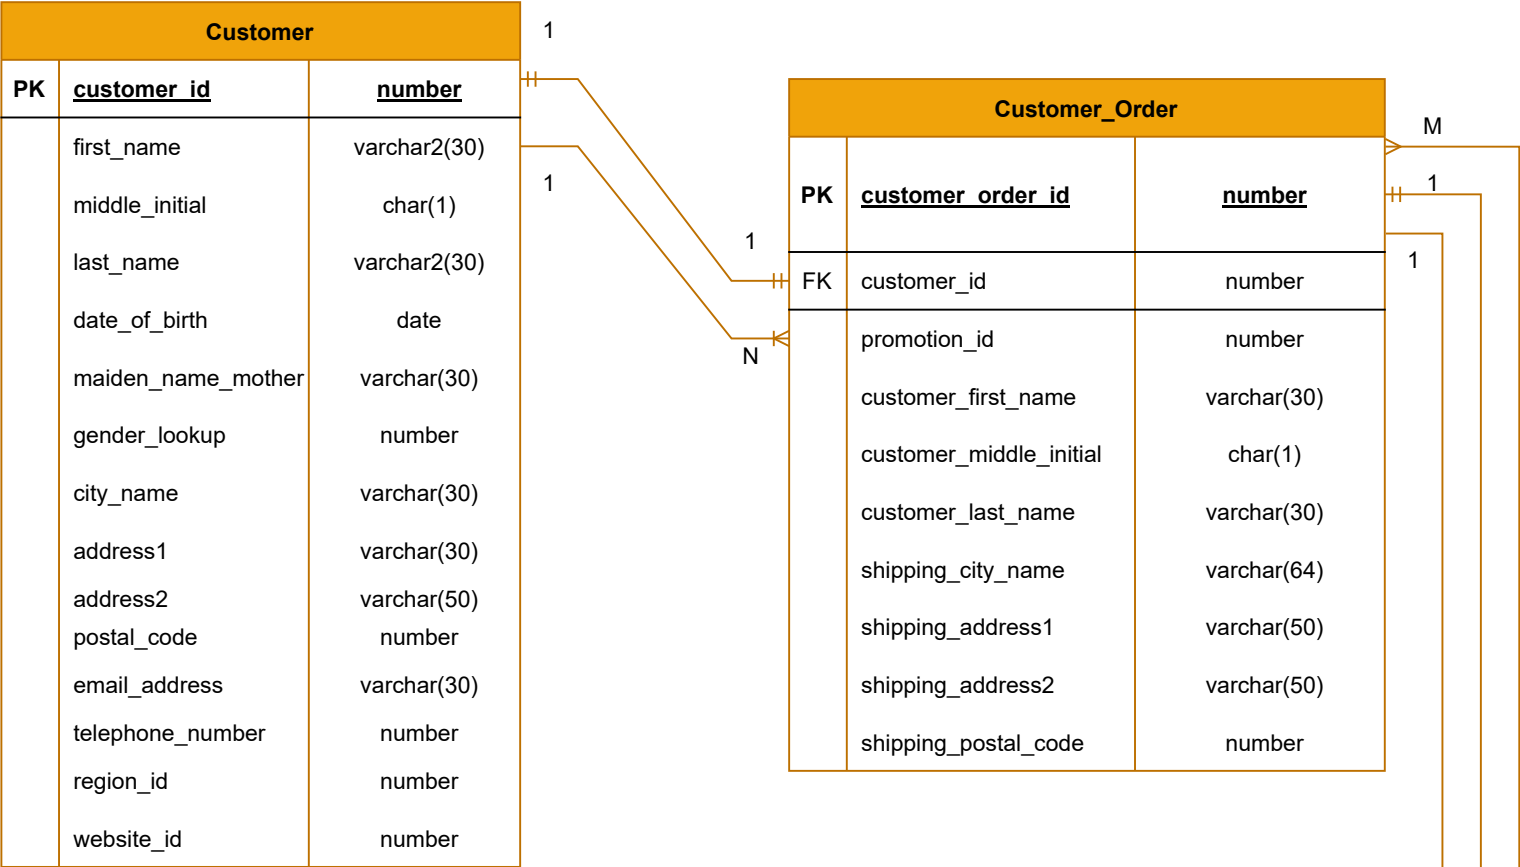 Customer
PK customer_id number
first_name varchar2(30)
middle_initial char(1)
last_name varchar2(30)
date_of_birth date
maiden_name_mother varchar(30)
gender_lookup number
city_name varchar(30)
address1 varchar(30)
address2 varchar(50)
postal_code number
email_address varchar(30)
telephone_number number
region_id number
website_id number
1
1
1
N
Customer_Order
PK customer_order_id number
FK customer_id number
promotion_id number
customer_first_name varchar(30)
customer_middle_initial char(1)
customer_last_name varchar(30)
shipping_city_name varchar(64)
shipping_address1 varchar(50)
shipping_address2 varchar(50)
shipping_postal_code number
M
1
1